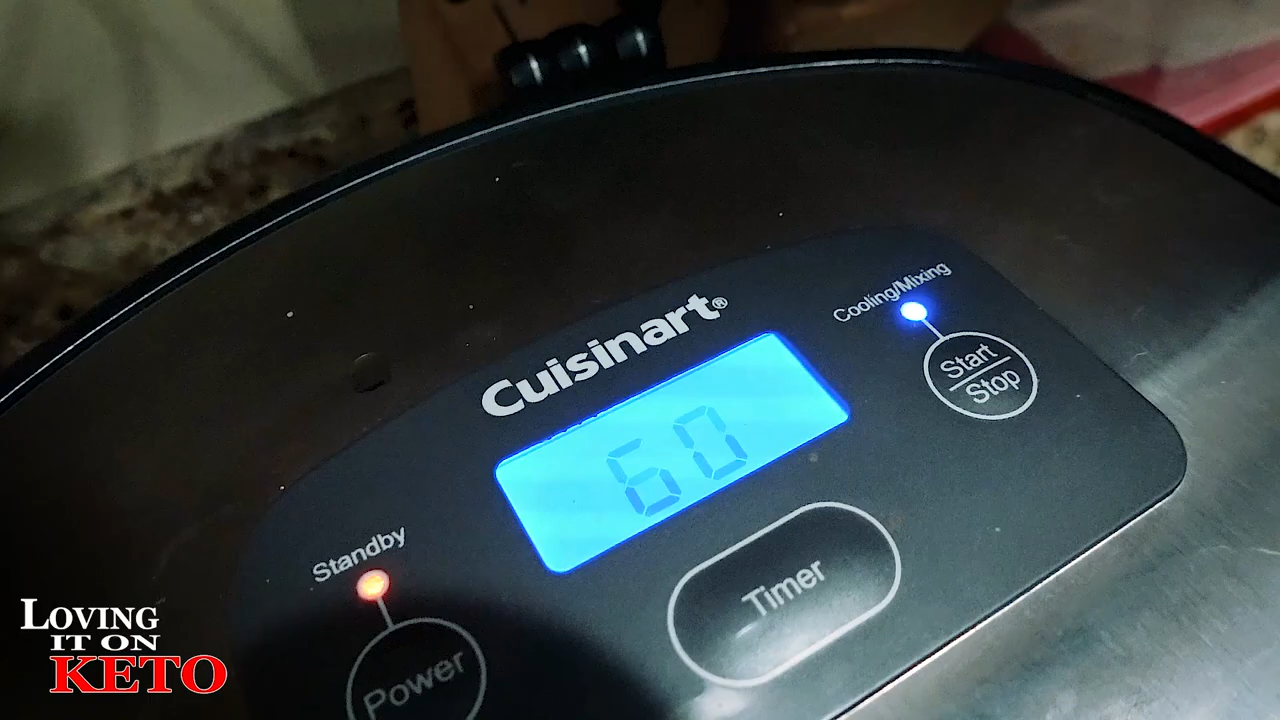 Cuisinart®
Cooling/Mixing
Start
Stop
60
Standby
Timer
Power
LOVING
IT ON
KETO